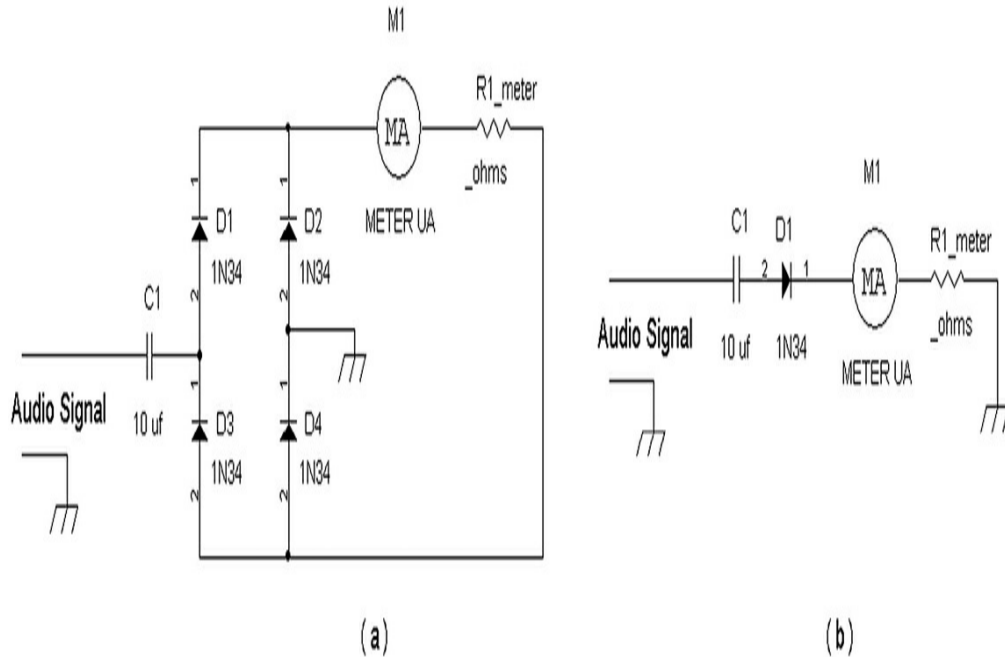 M1
R1_meter
MA
_ohms
METER UA
1
D1
1N34
2
1
D2
1N34
2
C1
10 uf
Audio Signal
1
D3
1N34
2
1
D4
1N34
2
(a)
M1
C1
D1
R1_meter
2
1
MA
_ohms
Audio Signal
10 uf
1N34
METER UA
(b)